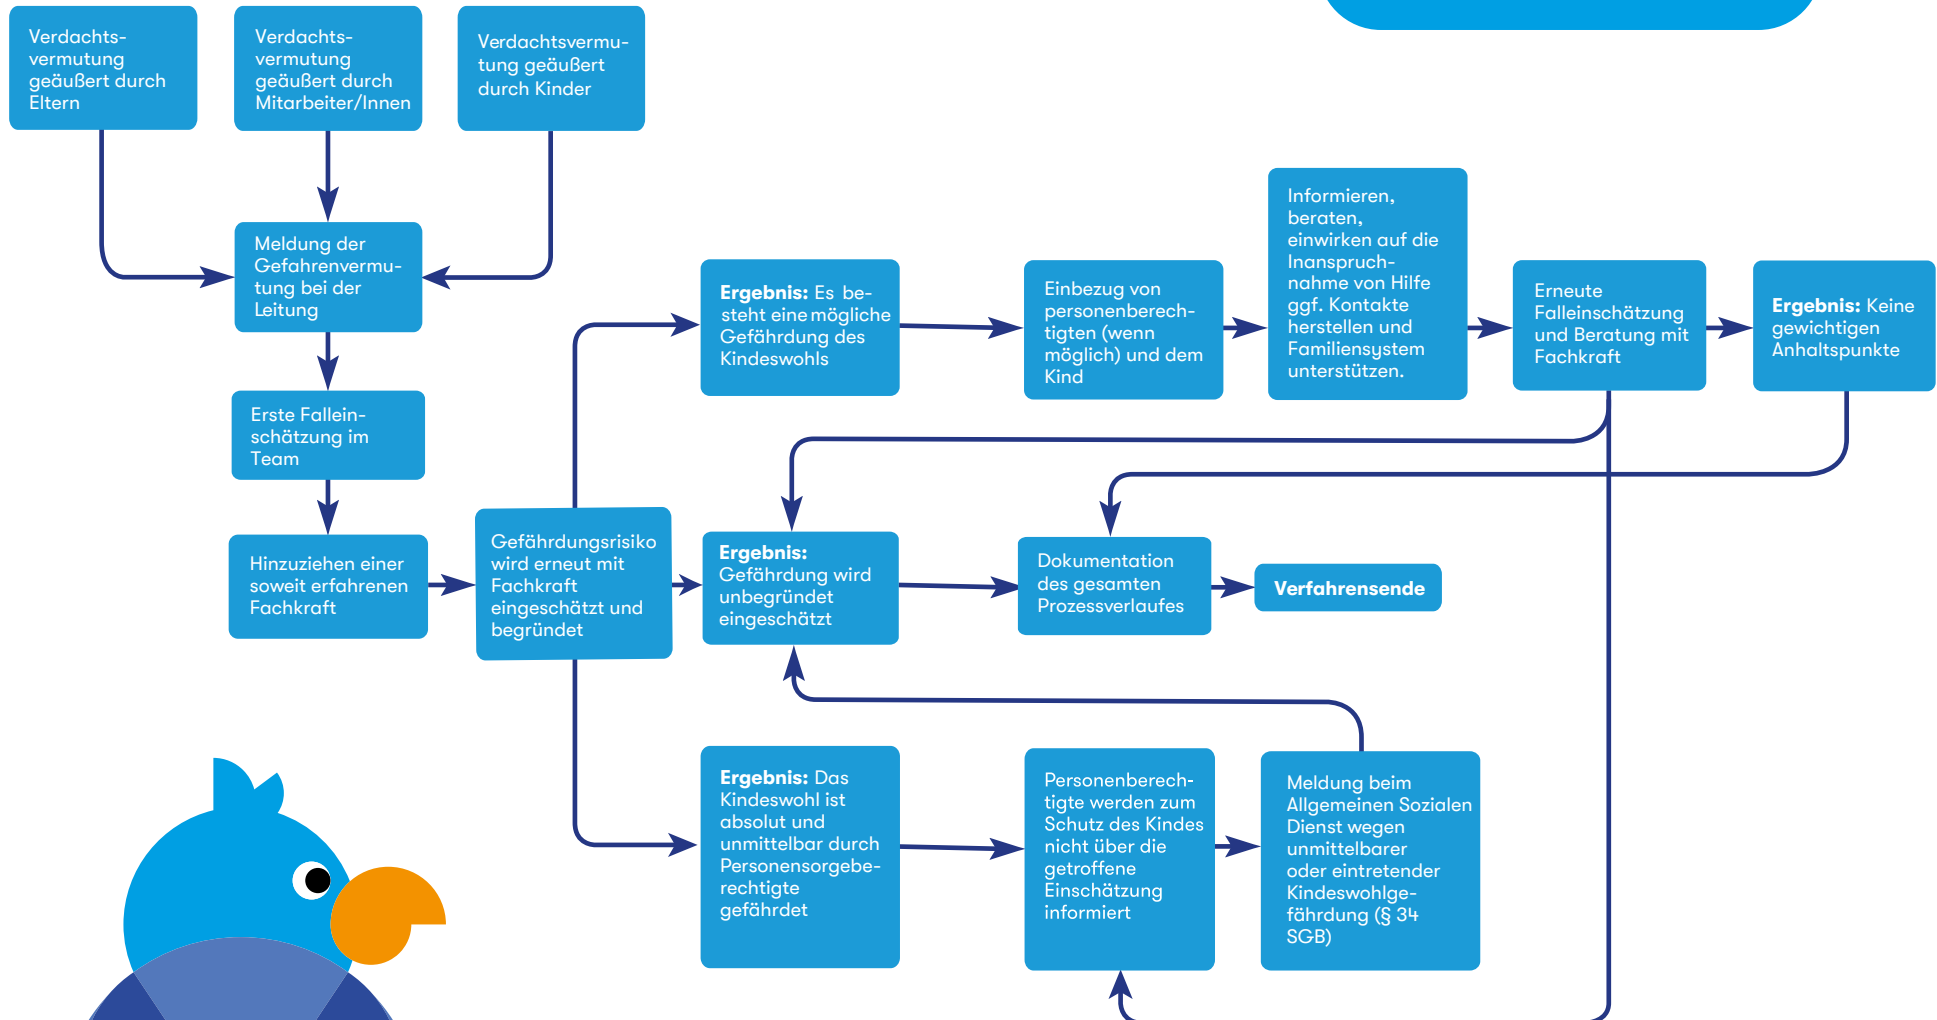 Verdachts-
vermutung
geäußert durch
Eltern
Verdachts-
vermutung
geäußert durch
Mitarbeiter/Innen
Verdachtsvermu-
tung geäußert
durch Kinder
Meldung der
Gefahrenvermu-
tung bei der
Leitung
Erste Fallein-
schätzung im
Team
Hinzuziehen einer
soweit erfahrenen
Fachkraft
Gefährdungsrisiko
wird erneut mit
Fachkraft
eingeschätzt und
begründet
Ergebnis: Es be-
steht eine mögliche
Gefährdung des
Kindeswohls
Einbezug von
personenberech-
tigten (wenn
möglich) und dem
Kind
Informieren,
beraten,
einwirken auf die
Inanspruch-
nahme von Hilfe
ggf. Kontakte
herstellen und
Familiensystem
unterstützen.
Erneute
Falleinschätzung
und Beratung mit
Fachkraft
Ergebnis: Keine
gewichtigen
Anhaltspunkte
Ergebnis:
Gefährdung wird
unbegründet
eingeschätzt
Dokumentation
des gesamten
Prozessverlaufes
Verfahrensende
Ergebnis: Das
Kindeswohl ist
absolut und
unmittelbar durch
Personensorgebe-
rechtigte
gefährdet
Personenberech-
tigte werden zum
Schutz des Kindes
nicht über die
getroffene
Einschätzung
informiert
Meldung beim
Allgemeinen Sozialen
Dienst wegen
unmittelbarer
oder eintretender
Kindeswohlge-
fährdung (§ 34
SGB)